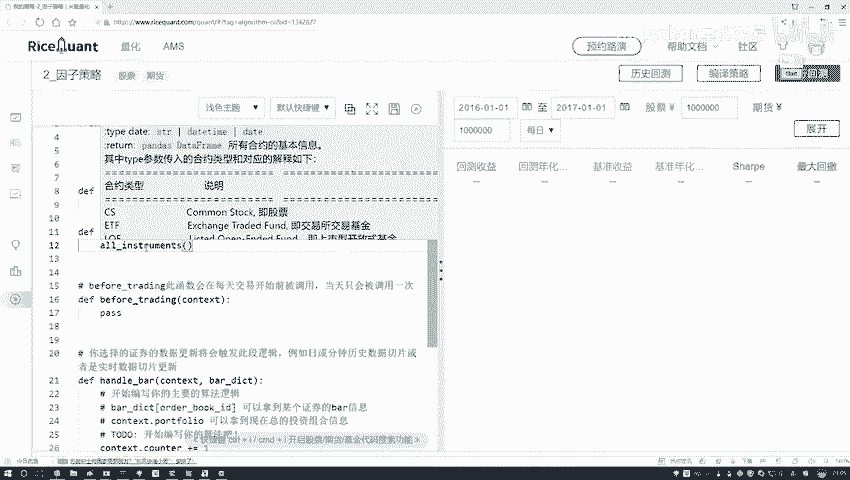 https://www.ricequant.com/quant/#?tag=algorithm-ci&id=1342827
RiceQuant 量化 AMS 预约路演 帮助文档 社区
2_因子策略 股票 期货 历史回测 编译策略
浅色主题 默认快捷键
2016-01-01 至 2017-01-01 股票 ¥ 1000000 期货 ¥
1000000 每日 展开
回测收益 回测年化… 基准收益 基准年化… Sharpe 最大回撤
-- -- -- -- -- --
4 :type date: str | datetime | date
5 :return: pandas DataFrame 所有合约的基本信息。
6 其中type参数传入的合约类型和对应的解释如下：
7
合约类型 说明
8 def
9
10 CS Common Stock, 即股票
11 def ETF Exchange Traded Fund, 即交易所交易基金
LOF Listed Open-Ended Fund，即上市型开放式基金
12 all_instruments()
13
14
15 # before_trading此函数会在每天交易开始前被调用，当天只会被调用一次
16 def before_trading(context):
17 pass
18
19
20 # 你选择的证券的数据更新将会触发此段逻辑，例如日或分钟历史数据切片或
者是实时数据切片更新
21 def handle_bar(context, bar_dict):
22 # 开始编写你的主要的算法逻辑
23 # bar_dict[order_book_id] 可以拿到某个证券的bar信息
24 # context.portfolio 可以拿到现在总的投资组合信息
25 # TODO: 开始编写你的算法吧！
< 快捷键 ctrl + i / cmd + i 开启股票/期货/基金代码搜索功能 >
26 context.counter += 1